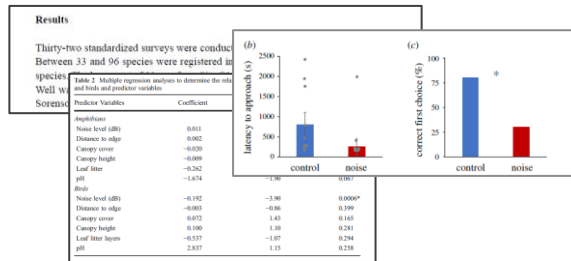 Results
Thirty-two standardized surveys were conduct
Between 33 and 96 species were registered in
species.
Well wa
Sorenso
Table 2 Multiple regression analyses to determine the rela
and birds and predictor variables
Predictor Variables Coefficient
Amphibians
Noise level (dB) 0.011
Distance to edge 0.002
Canopy cover −0.020
Canopy height −0.009
Leaf litter −0.262
pH −1.674 −1.90 0.067
Birds
Noise level (dB) −0.192 −3.90 0.0006*
Distance to edge −0.003 −0.86 0.399
Canopy cover 0.072 1.43 0.165
Canopy height 0.100 1.10 0.281
Leaf litter layers −0.537 −1.07 0.294
pH 2.837 1.15 0.258
(b)
latency to approach (s)
2500
2000
1500
1000
500
0
control noise
(c)
correct first choice (%)
100
75
50
25
0
*
control noise